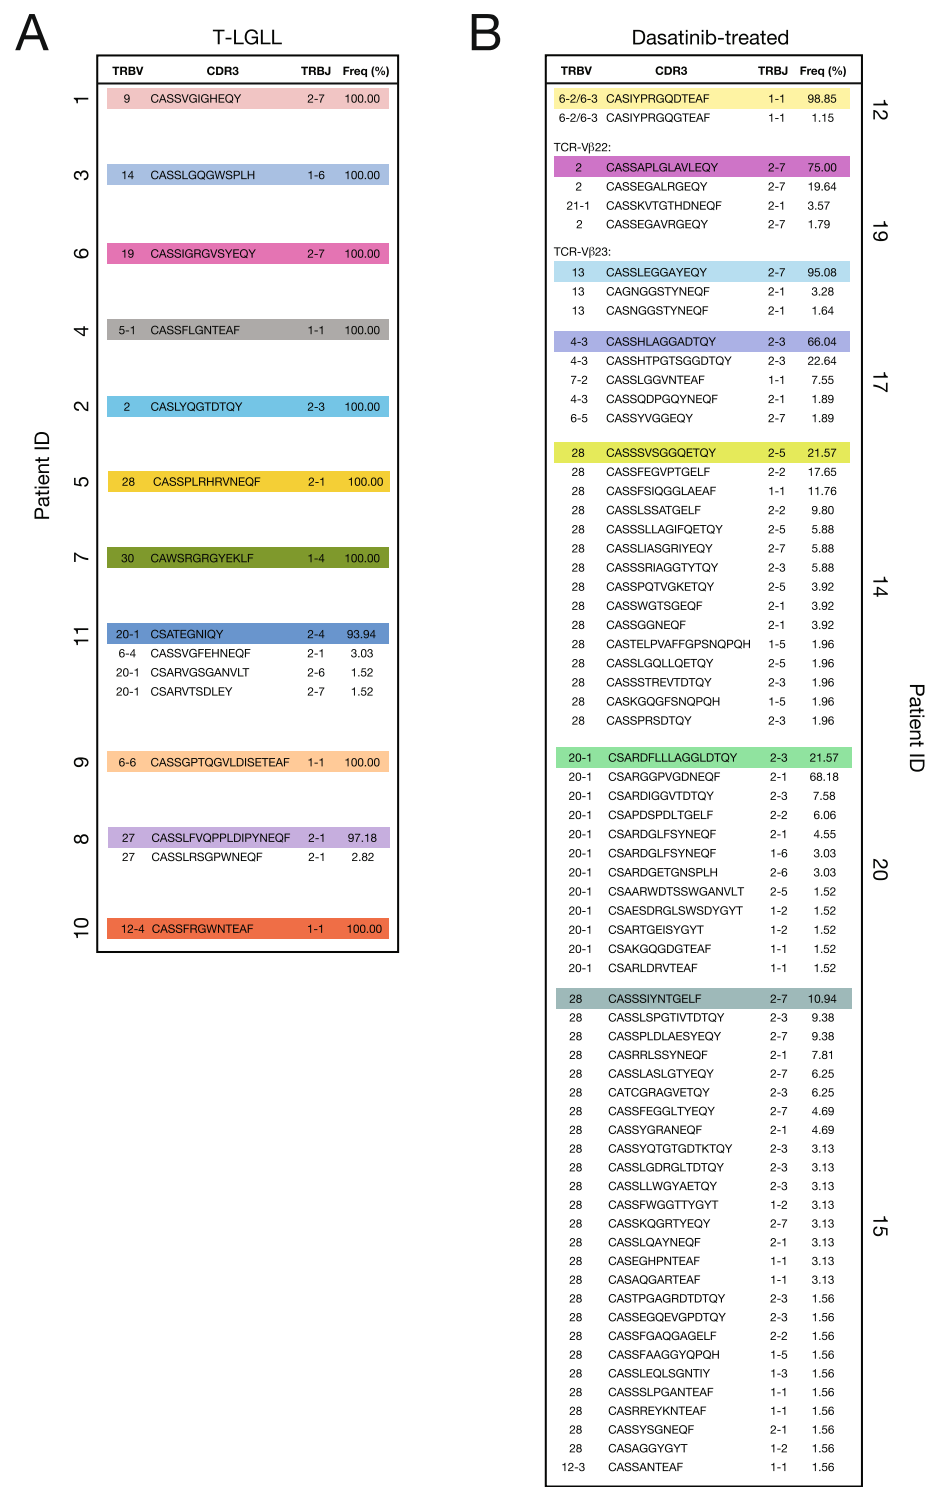 A
T-LGLL
TRBV CDR3 TRBJ Freq (%)
Patient ID
1
9 CASSVGIGHEQY 2-7 100.00
3
14 CASSLGQGWSPLH 1-6 100.00
6
19 CASSIGRGVSYEQY 2-7 100.00
4
5-1 CASSFLGNTEAF 1-1 100.00
2
2 CASLYQGTDTQY 2-3 100.00
5
28 CASSPLRHRVNEQF 2-1 100.00
7
30 CAWSRGRGYEKLF 1-4 100.00
11
20-1 CSATEGNIQY 2-4 93.94
6-4 CASSVGFEHNEQF 2-1 3.03
20-1 CSARVGSGANVLT 2-6 1.52
20-1 CSARVTSDLEY 2-7 1.52
9
6-6 CASSGPTQGVLDISETEAF 1-1 100.00
8
27 CASSLFVQPPLDIPYNEQF 2-1 97.18
27 CASSLRSGPWNEQF 2-1 2.82
10
12-4 CASSFRGWNTEAF 1-1 100.00
B
Dasatinib-treated
TRBV CDR3 TRBJ Freq (%)
Patient ID
12
6-2/6-3 CASIYPRGQDTEAF 1-1 98.85
6-2/6-3 CASIYPRGQGTEAF 1-1 1.15
19
TCR-Vβ22:
2 CASSAPLGLAVLEQY 2-7 75.00
2 CASSEGALRGEQY 2-7 19.64
21-1 CASSKVTGTHDNEQF 2-1 3.57
2 CASSEGAVRGEQY 2-7 1.79
TCR-Vβ23:
13 CASSLEGGAYEQY 2-7 95.08
13 CAGNGGSTYNEQF 2-1 3.28
13 CASNGGSTYNEQF 2-1 1.64
17
4-3 CASSHLAGGADTQY 2-3 66.04
4-3 CASSHTPGTSGGDTQY 2-3 22.64
7-2 CASSLGGVNTEAF 1-1 7.55
4-3 CASSQDPGQYNEQF 2-1 1.89
6-5 CASSYVGGEQY 2-7 1.89
14
28 CASSSVSGGQETQY 2-5 21.57
28 CASSFEGVPTGELF 2-2 17.65
28 CASSFSIQGGLAEAF 1-1 11.76
28 CASSLSSATGELF 2-2 9.80
28 CASSSLLAGIFQETQY 2-5 5.88
28 CASSLIASGRIYEQY 2-7 5.88
28 CASSSRIAGGTYTQY 2-3 5.88
28 CASSPQTVGKETQY 2-5 3.92
28 CASSWGTSGEQF 2-1 3.92
28 CASSGGNEQF 2-1 3.92
28 CASTELPVAFFGPSNQPQH 1-5 1.96
28 CASSLGQLLQETQY 2-5 1.96
28 CASSSTREVTDTQY 2-3 1.96
28 CASKGQGFSNQPQH 1-5 1.96
28 CASSPRSDTQY 2-3 1.96
20
20-1 CSARDFLLLAGGLDTQY 2-3 21.57
20-1 CSARGGPVGDNEQF 2-1 68.18
20-1 CSARDIGGVTDTQY 2-3 7.58
20-1 CSAPDSPDLTGELF 2-2 6.06
20-1 CSARDGLFSYNEQF 2-1 4.55
20-1 CSARDGLFSYNEQF 1-6 3.03
20-1 CSARDGETGNSPLH 2-6 3.03
20-1 CSAARWDTSSWGANVLT 2-5 1.52
20-1 CSAESDRGLSWSDYGYT 1-2 1.52
20-1 CSARTGEISYGYT 1-2 1.52
20-1 CSAKGQGDGTEAF 1-1 1.52
20-1 CSARLDRVTEAF 1-1 1.52
15
28 CASSSIYNTGELF 2-7 10.94
28 CASSLSPGTIVTDTQY 2-3 9.38
28 CASSPLDLAESYEQY 2-7 9.38
28 CASRRLSSYNEQF 2-1 7.81
28 CASSLASLGTYEQY 2-7 6.25
28 CATCGRAGVETQY 2-3 6.25
28 CASSFEGGLTYEQY 2-7 4.69
28 CASSYGRANEQF 2-1 4.69
28 CASSYQTGTGDTKTQY 2-3 3.13
28 CASSLGDRGLTDTQY 2-3 3.13
28 CASSLLWGYAETQY 2-3 3.13
28 CASSFWGGTTYGYT 1-2 3.13
28 CASSKQGRTYEQY 2-7 3.13
28 CASSLQAYNEQF 2-1 3.13
28 CASEGHPNTEAF 1-1 3.13
28 CASAQGARTEAF 1-1 3.13
28 CASTPGAGRDTDTQY 2-3 1.56
28 CASSEGQEVGPDTQY 2-3 1.56
28 CASSFGAQGAGELF 2-2 1.56
28 CASSFAAGGYQPQH 1-5 1.56
28 CASSLEQLSGNTIY 1-3 1.56
28 CASSSLPGANTEAF 1-1 1.56
28 CASRREYKNTEAF 1-1 1.56
28 CASSYSGNEQF 2-1 1.56
28 CASAGGYGYT 1-2 1.56
12-3 CASSANTEAF 1-1 1.56